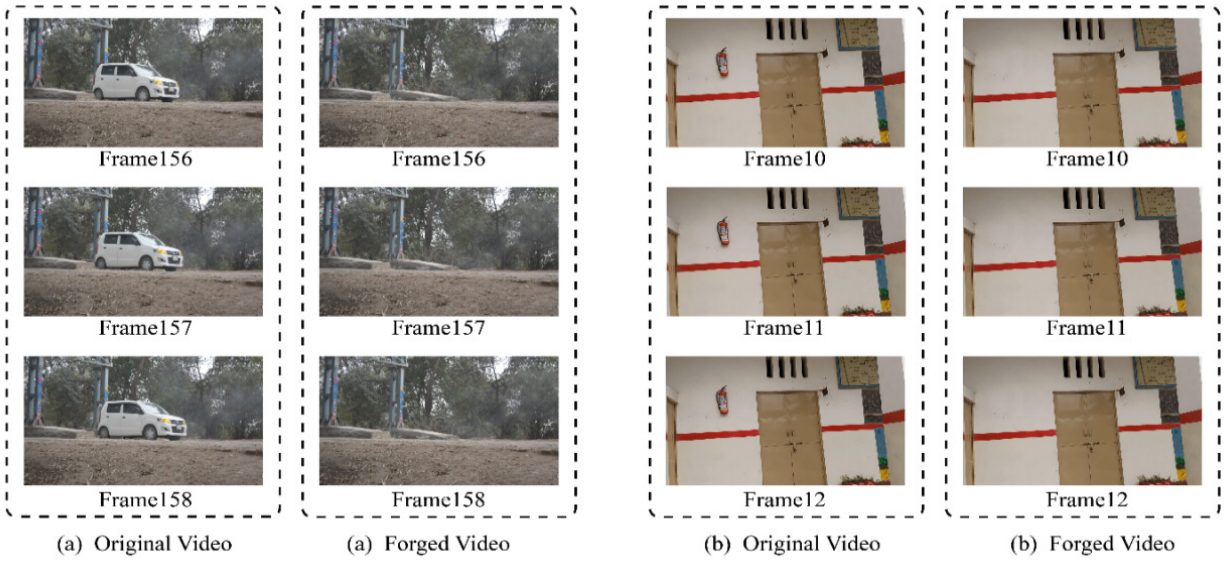 Frame156 Frame156 Frame10 Frame10
Frame157 Frame157 Frame11 Frame11
Frame158 Frame158 Frame12 Frame12
(a) Original Video (a) Forged Video (b) Original Video (b) Forged Video